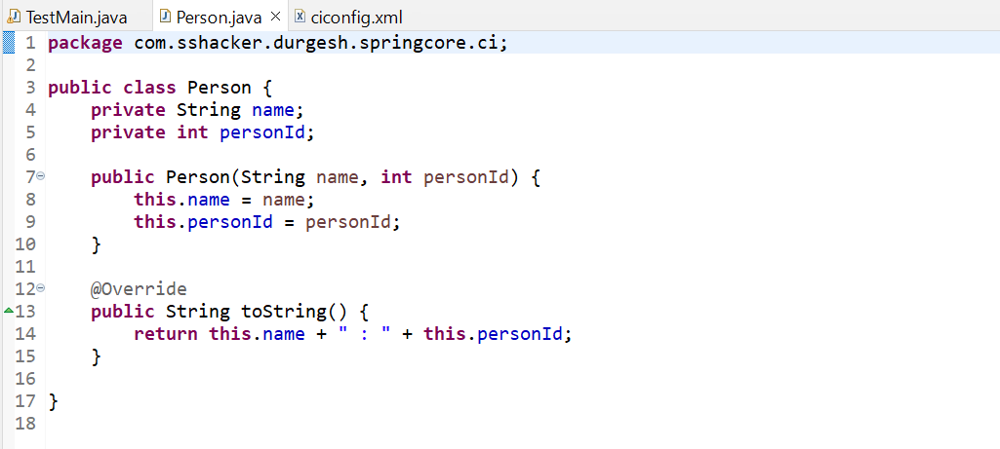 TestMain.java Person.java ciconfig.xml
1 package com.sshacker.durgesh.springcore.ci;
2
3 public class Person {
4     private String name;
5     private int personId;
6
7     public Person(String name, int personId) {
8         this.name = name;
9         this.personId = personId;
10     }
11
12     @Override
13     public String toString() {
14         return this.name + " : " + this.personId;
15     }
16
17 }
18